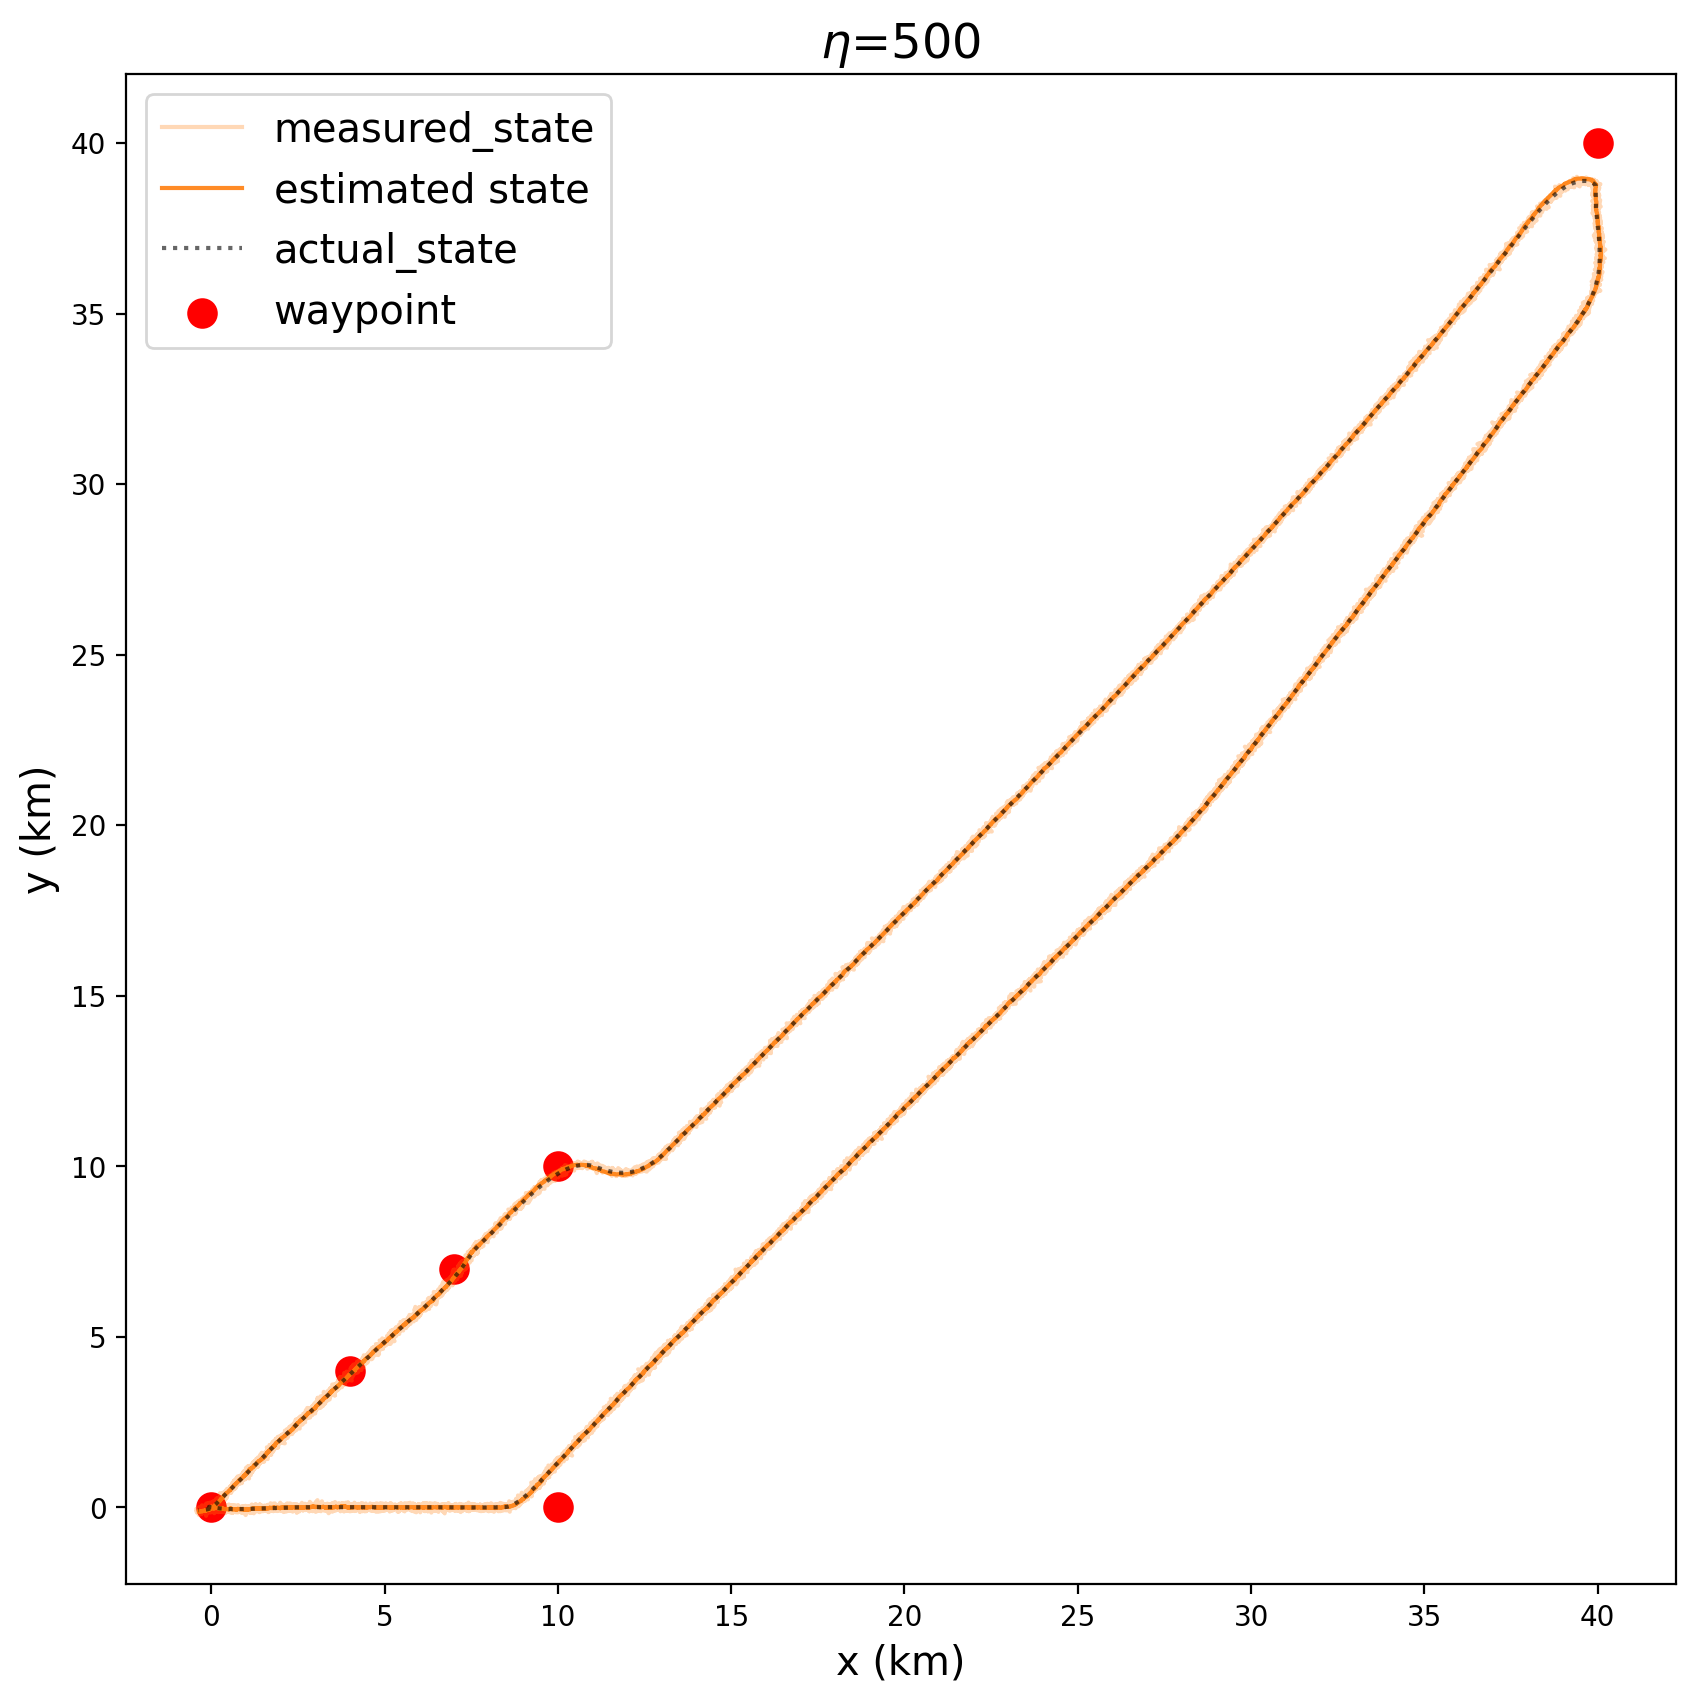 η=500
measured_state
estimated state
actual_state
waypoint
40
35
30
25
20
15
10
5
0
y (km)
0 5 10 15 20 25 30 35 40
x (km)